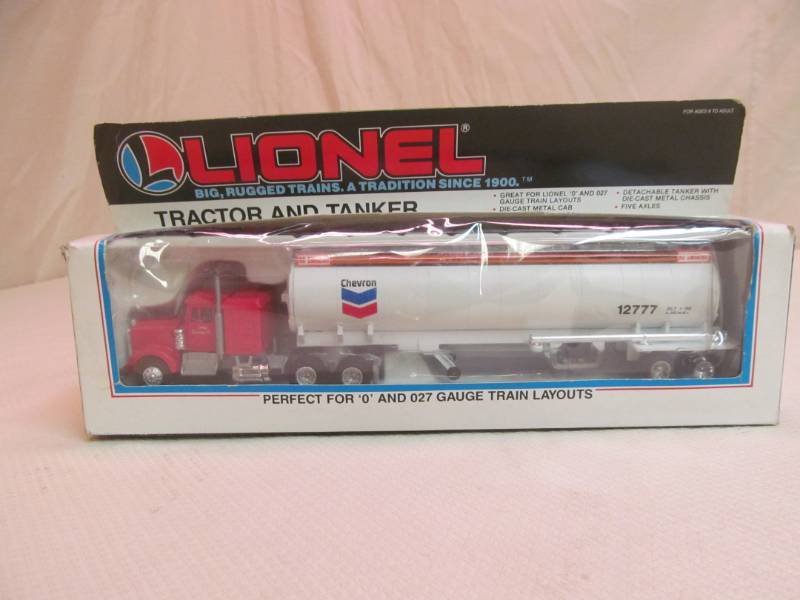 FOR AGES 8 TO ADULT
LIONEL®
BIG, RUGGED TRAINS. A TRADITION SINCE 1900.™
TRACTOR AND TANKER
• GREAT FOR LIONEL 'O' AND 027
GAUGE TRAIN LAYOUTS
• DIE-CAST METAL CAB
• DETACHABLE TANKER WITH
DIE-CAST METAL CHASSIS
• FIVE AXLES
Chevron
12777
PERFECT FOR 'O' AND 027 GAUGE TRAIN LAYOUTS